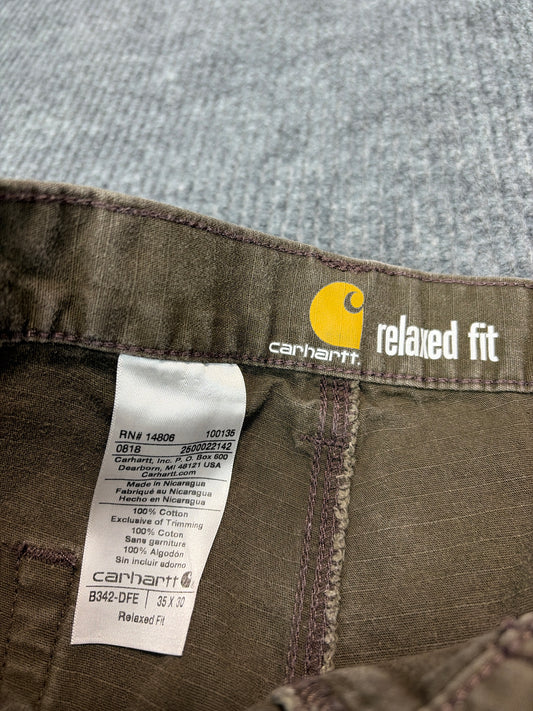 carhartt. relaxed fit
RN# 14806 100135
0818 2500022142
Carhartt, Inc. P. O. Box 600
Dearborn, MI 48121 USA
Carhartt.com
Made in Nicaragua
Fabriqué au Nicaragua
Hecho en Nicaragua
100% Cotton
Exclusive of Trimming
100% Coton
Sans garniture
100% Algodón
Sin incluir adorno
carhartt
B342-DFE 35 X 30
Relaxed Fit